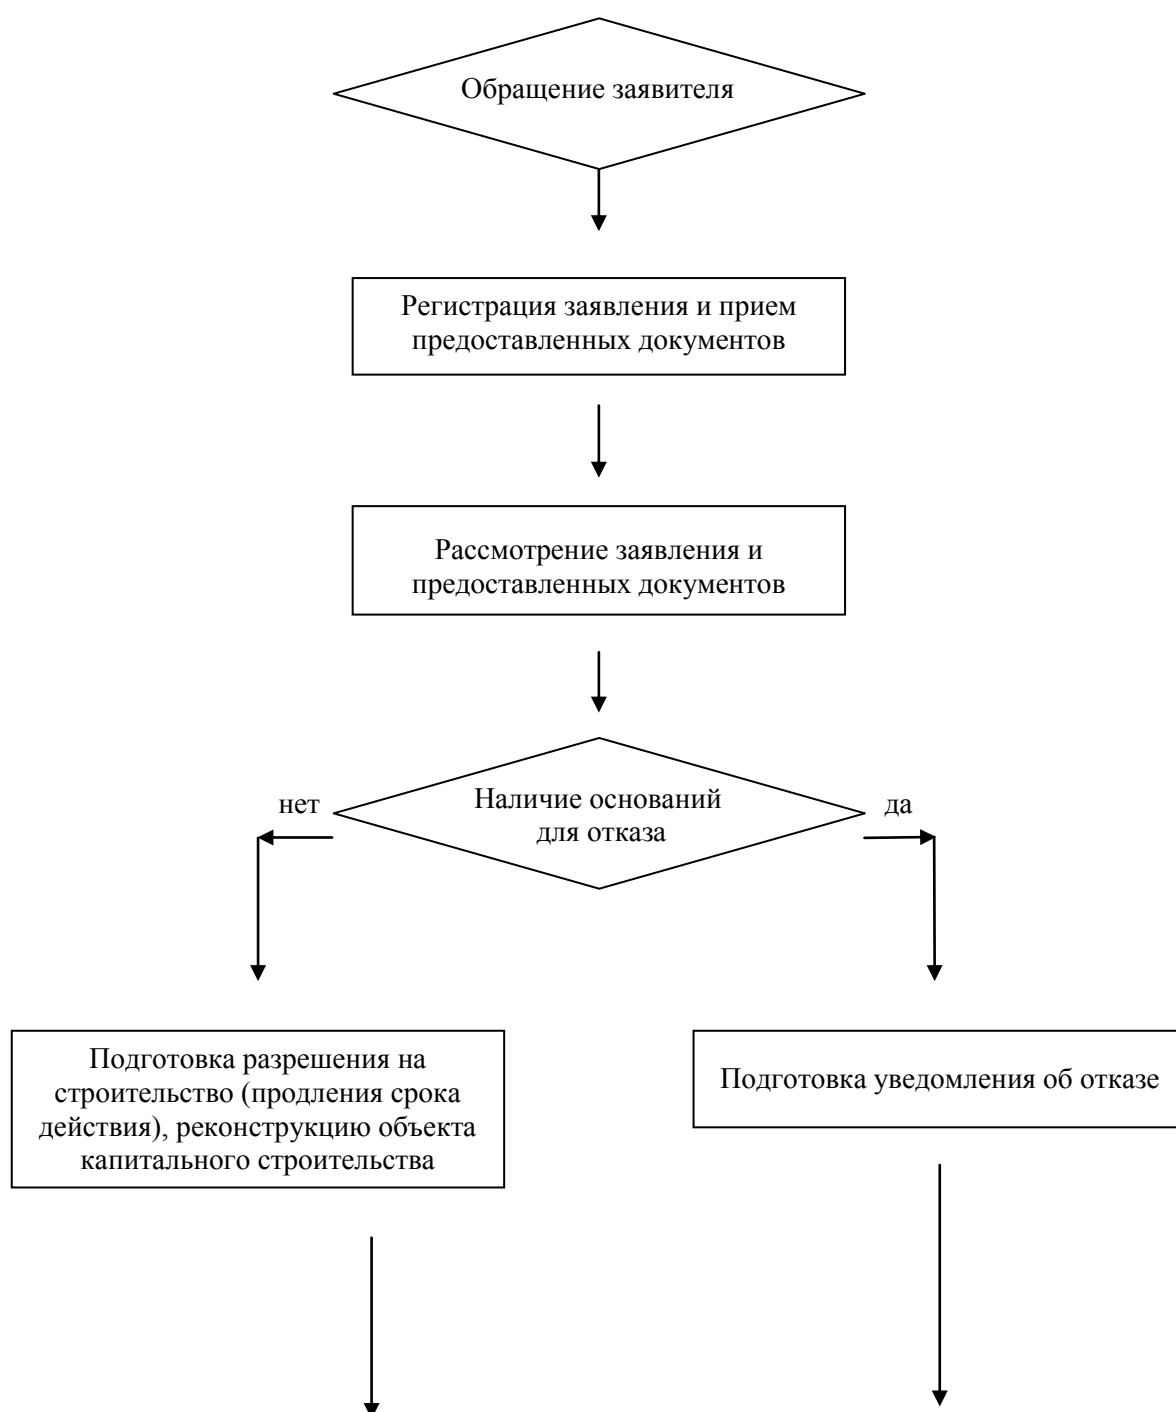 Обращение заявителя
Регистрация заявления и прием
предоставленных документов
Рассмотрение заявления и
предоставленных документов
Наличие оснований
для отказа
нет
да
Подготовка разрешения на
строительство (продления срока
действия), реконструкцию объекта
капитального строительства
Подготовка уведомления об отказе